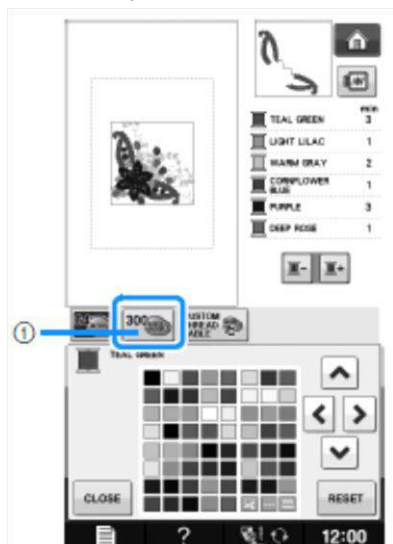 min
TEAL GREEN 3
LIGHT LILAC 1
WARM GRAY 2
CORNFLOWER BLUE 1
PURPLE 3
DEEP ROSE 1
300
CUSTOM THREAD TABLE
①
TEAL GREEN
CLOSE
RESET
?
12:00